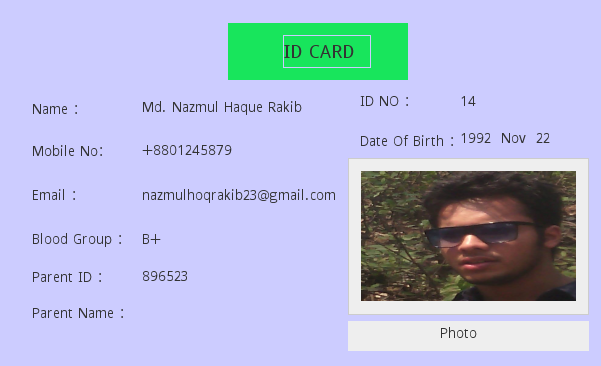 ID CARD
Name : Md. Nazmul Haque Rakib
ID NO : 14
Mobile No: +8801245879
Date Of Birth : 1992 Nov 22
Email : nazmulhoqrakib23@gmail.com
Blood Group : B+
Parent ID : 896523
Parent Name :
Photo